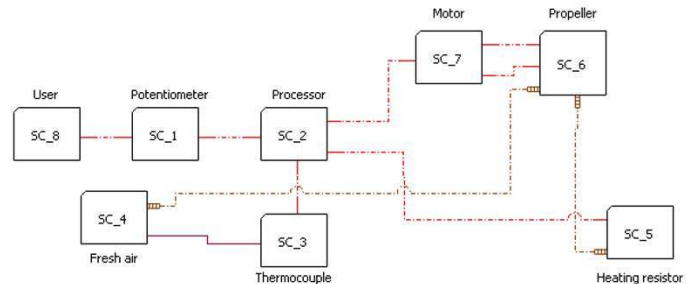 Motor
Propeller
SC_7
SC_6
User
Potentiometer
Processor
SC_8
SC_1
SC_2
SC_4
SC_3
SC_5
Fresh air
Thermocouple
Heating resistor